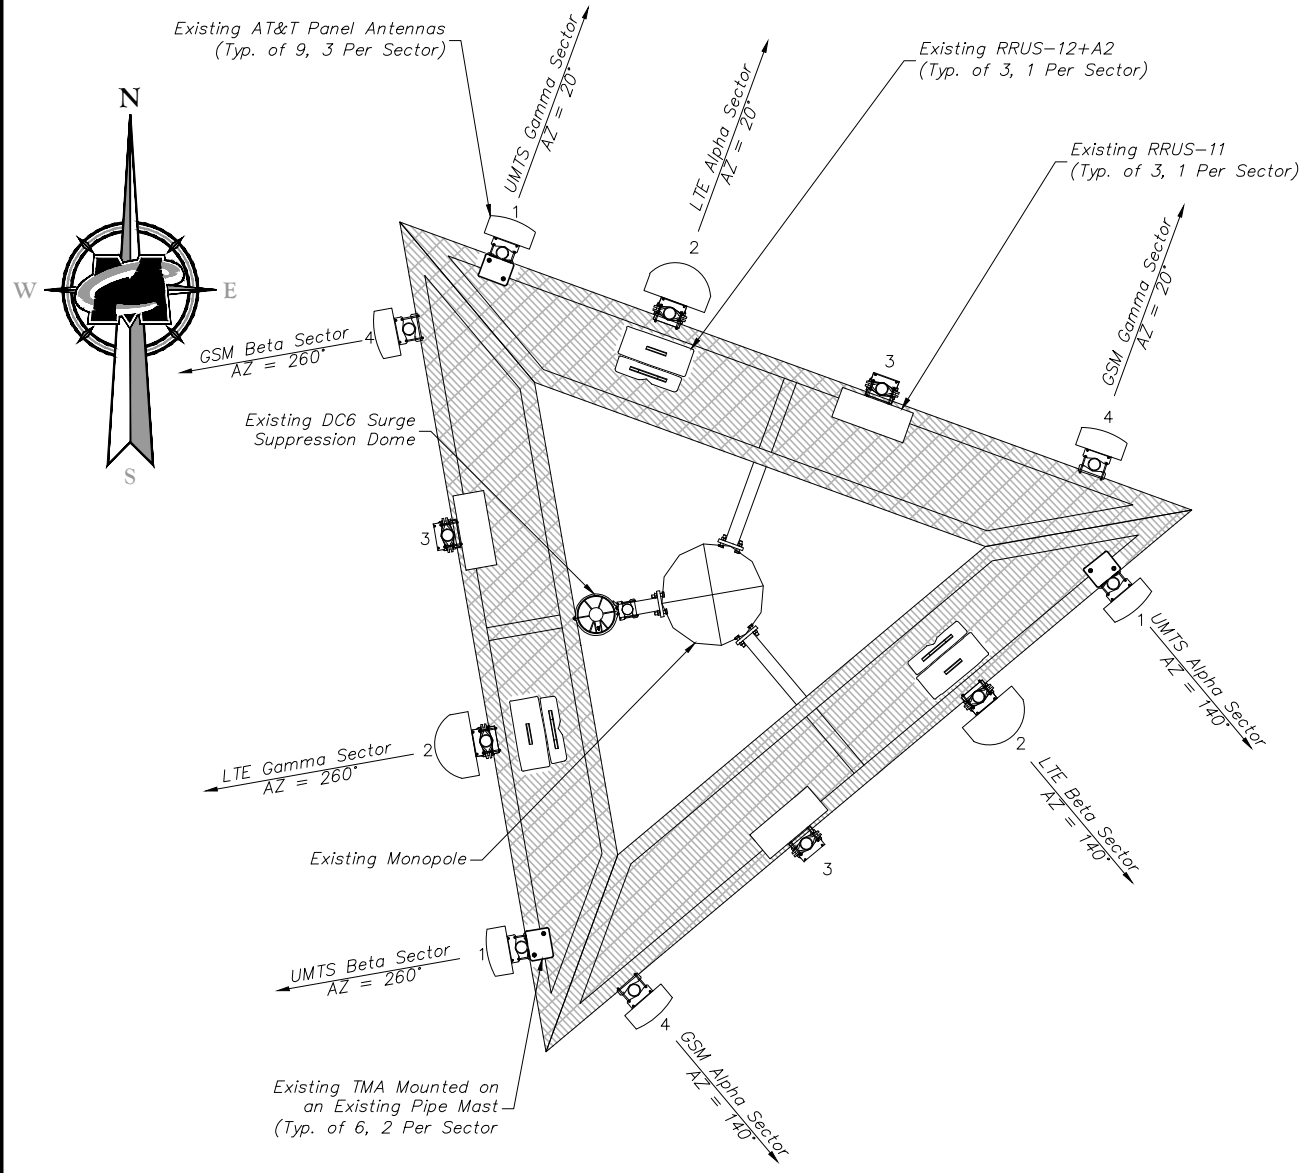 Existing AT&T Panel Antennas
(Typ. of 9, 3 Per Sector)
UMTS Gamma Sector
AZ = 20°
LTE Alpha Sector
AZ = 20°
Existing RRUS-12+A2
(Typ. of 3, 1 Per Sector)
Existing RRUS-11
(Typ. of 3, 1 Per Sector)
GSM Gamma Sector
AZ = 20°
N
W
E
S
1
2
3
4
GSM Beta Sector
AZ = 260°
4
Existing DC6 Surge
Suppression Dome
3
1
UMTS Alpha Sector
AZ = 140°
2
LTE Gamma Sector
AZ = 260°
2
LTE Beta Sector
AZ = 140°
Existing Monopole
3
UMTS Beta Sector
AZ = 260°
1
4
GSM Alpha Sector
AZ = 140°
Existing TMA Mounted on
an Existing Pipe Mast
(Typ. of 6, 2 Per Sector